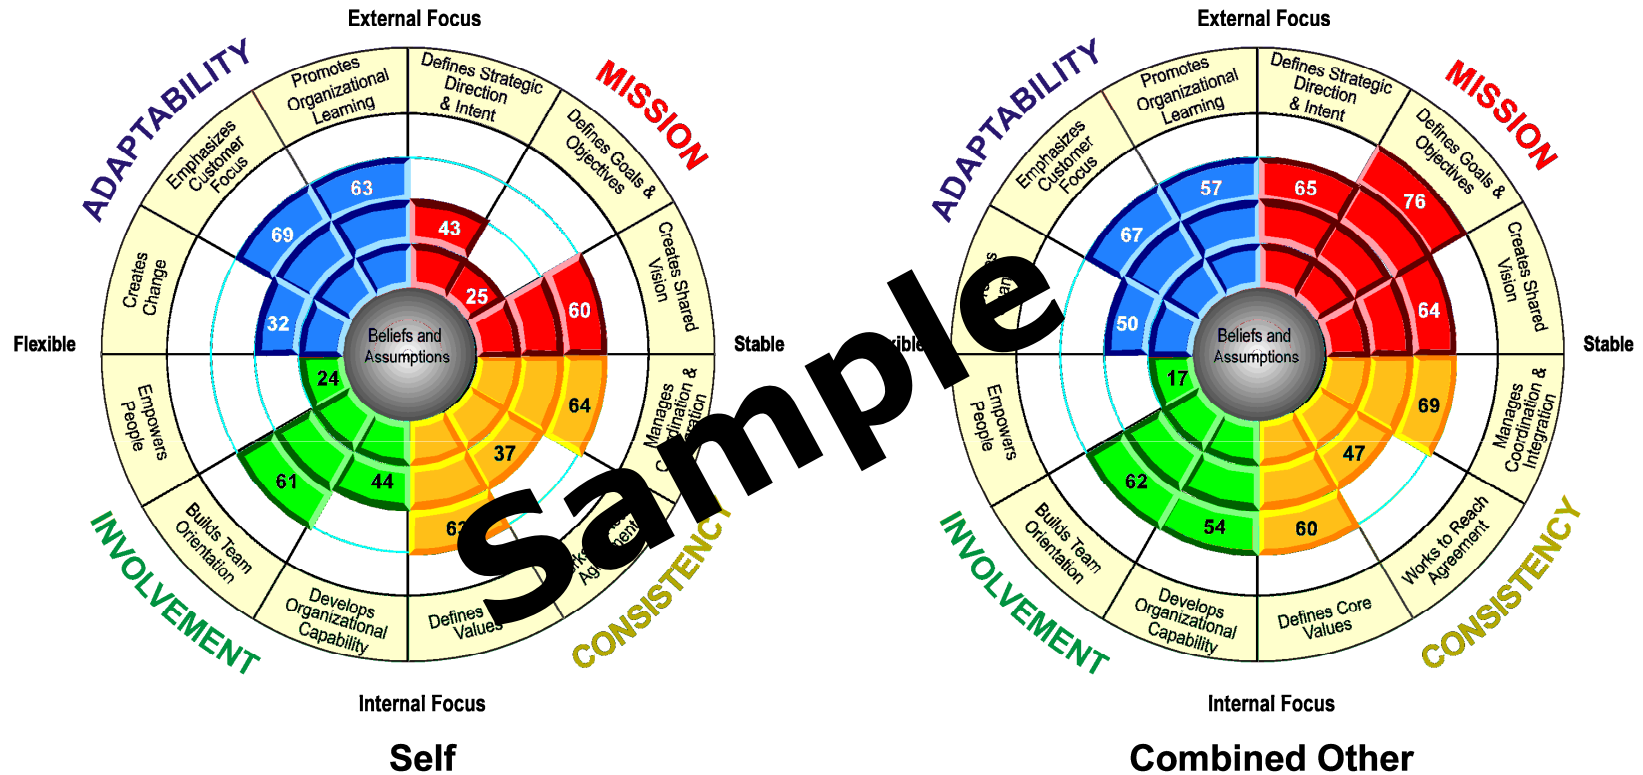 External Focus
ADAPTABILITY
MISSION
Promotes
Organizational
Learning
Defines Strategic
Direction
& Intent
Emphasizes
Customer
Focus
Defines Goals &
Objectives
Creates
Change
Creates Shared
Vision
63
43
69
25
32
60
Flexible
Beliefs and
Assumptions
Stable
24
64
37
61
44
Empowers
People
Manages
Builds Team
Orientation
Develops
Organizational
Capability
Defines
Values
INVOLVEMENT
CONSISTENCY
Internal Focus
Self
Sample
External Focus
ADAPTABILITY
MISSION
Promotes
Organizational
Learning
Defines Strategic
Direction
& Intent
Emphasizes
Customer
Focus
Defines Goals &
Objectives
Creates Shared
Vision
57
65
76
67
50
64
Beliefs and
Assumptions
Stable
17
69
47
62
54
60
Empowers
People
Manages
Coordination &
Integration
Builds Team
Orientation
Works to Reach
Agreement
Develops
Organizational
Capability
Defines Core
Values
INVOLVEMENT
CONSISTENCY
Internal Focus
Combined Other